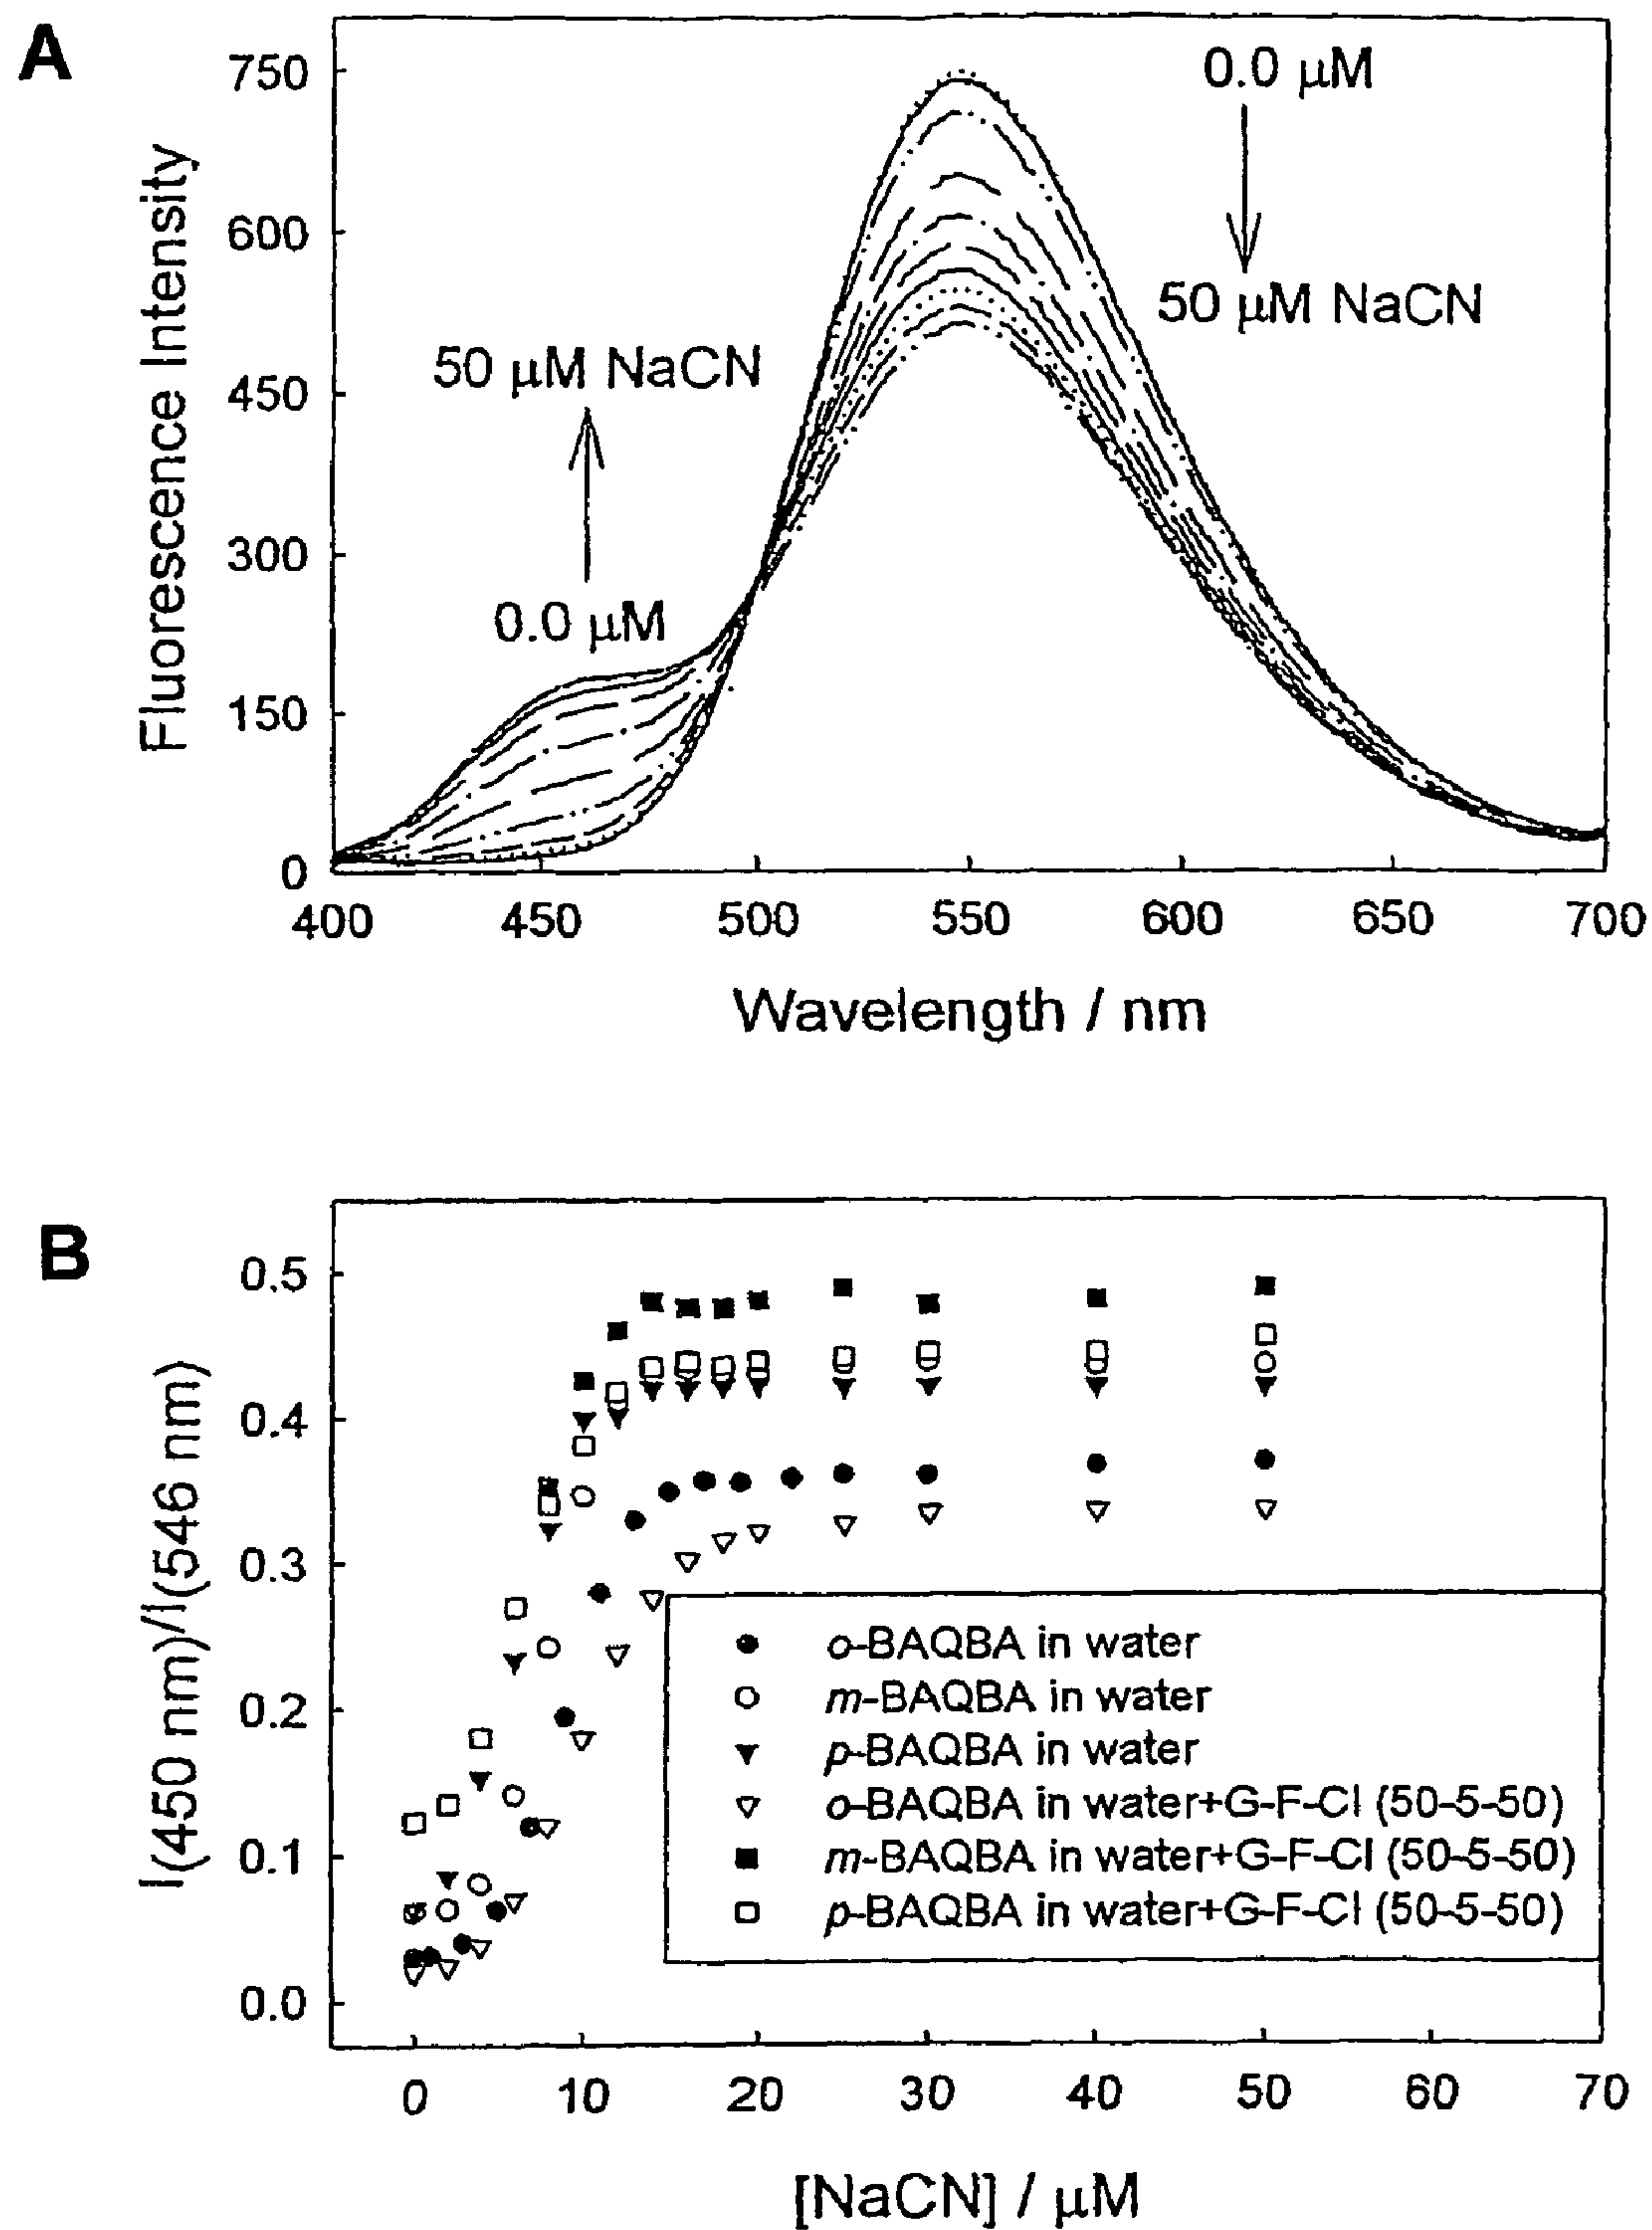 A
750
600
450
300
150
0
Fluorescence Intensity
0.0 μM
50 μM NaCN
50 μM NaCN
0.0 μM
400 450 500 550 600 650 700
Wavelength / nm
B
0.5
0.4
0.3
0.2
0.1
0.0
I(450 nm)/I(546 nm)
o-BAQBA in water
m-BAQBA in water
p-BAQBA in water
o-BAQBA in water+G-F-Cl (50-5-50)
m-BAQBA in water+G-F-Cl (50-5-50)
p-BAQBA in water+G-F-Cl (50-5-50)
0 10 20 30 40 50 60 70
[NaCN] / μM